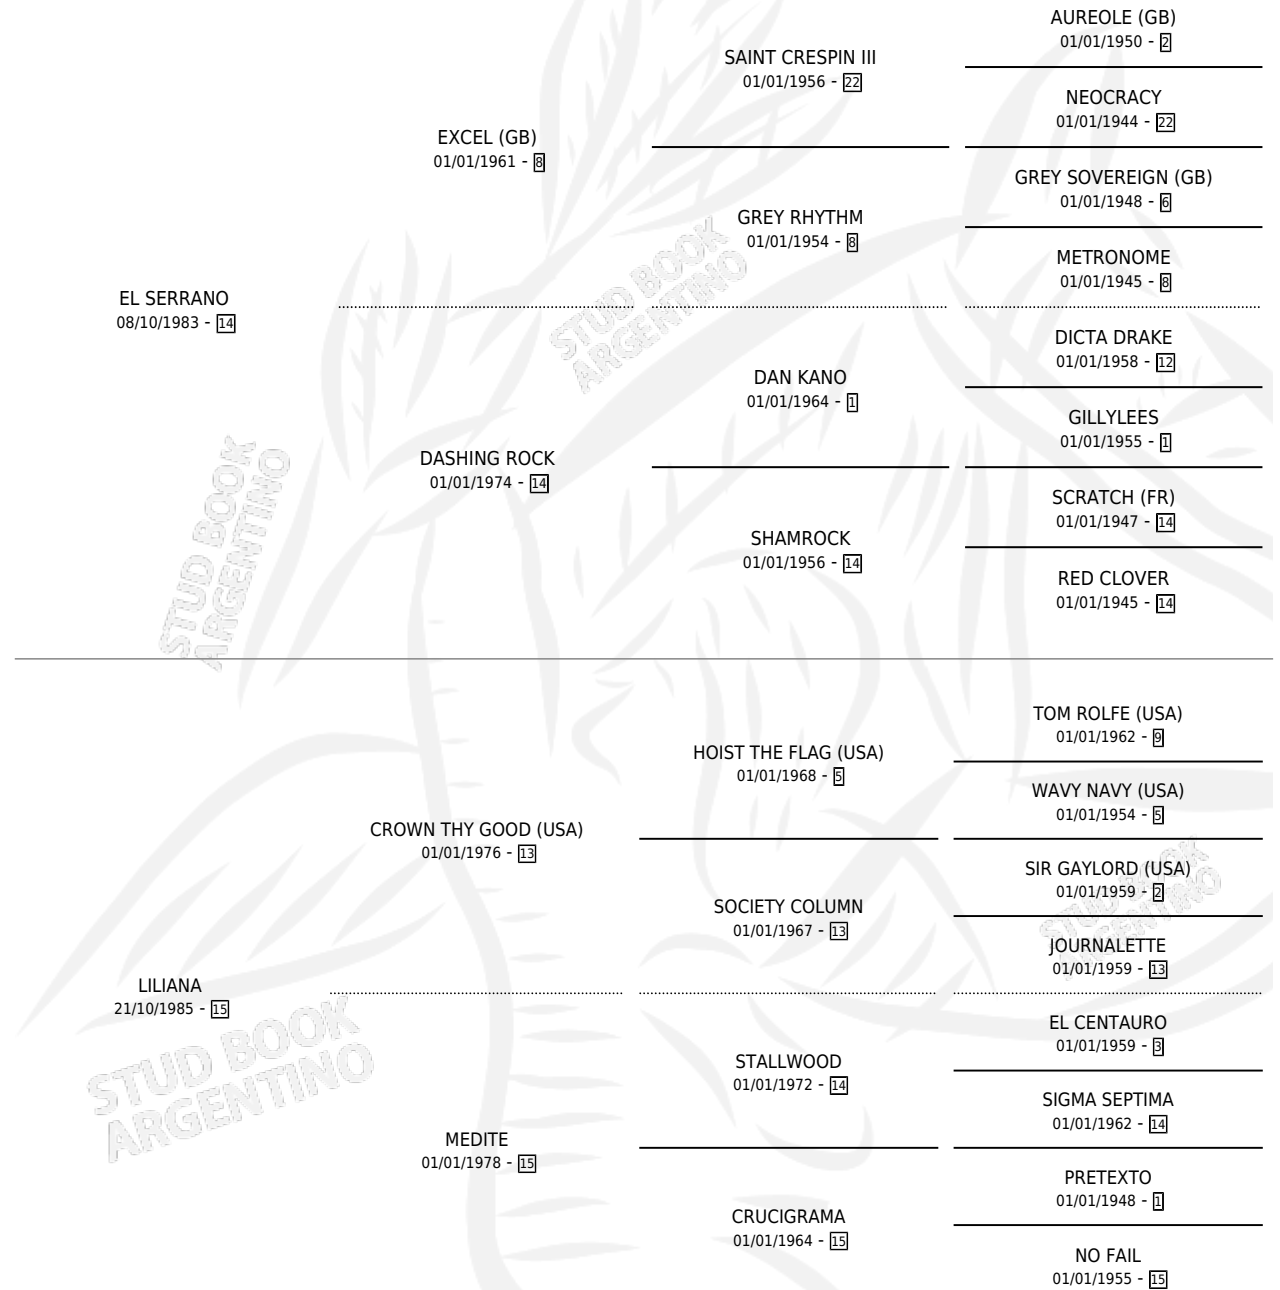 AUREOLE (GB)
01/01/1950 - 2
SAINT CRESPIN III
01/01/1956 - 22
NEOCRACY
01/01/1944 - 22
EXCEL (GB)
01/01/1961 - 8
GREY SOVEREIGN (GB)
01/01/1948 - 6
GREY RHYTHM
01/01/1954 - 8
METRONOME
01/01/1945 - 8
EL SERRANO
08/10/1983 - 14
DICTA DRAKE
01/01/1958 - 12
DAN KANO
01/01/1964 - 1
GILLYLEES
01/01/1955 - 1
DASHING ROCK
01/01/1974 - 14
SCRATCH (FR)
01/01/1947 - 14
SHAMROCK
01/01/1956 - 14
RED CLOVER
01/01/1945 - 14
STUD BOOK
ARGENTINO
STUD BOOK
ARGENTINO
TOM ROLFE (USA)
01/01/1962 - 9
HOIST THE FLAG (USA)
01/01/1968 - 5
WAVY NAVY (USA)
01/01/1954 - 5
CROWN THY GOOD (USA)
01/01/1976 - 13
SIR GAYLORD (USA)
01/01/1959 - 2
SOCIETY COLUMN
01/01/1967 - 13
JOURNALETTE
01/01/1959 - 13
LILIANA
21/10/1985 - 15
EL CENTAURO
01/01/1959 - 3
STALLWOOD
01/01/1972 - 14
SIGMA SEPTIMA
01/01/1962 - 14
MEDITE
01/01/1978 - 15
PRETEXTO
01/01/1948 - 1
CRUCIGRAMA
01/01/1964 - 15
NO FAIL
01/01/1955 - 15
STUD BOOK
ARGENTINO
STUD BOOK
ARGENTINO